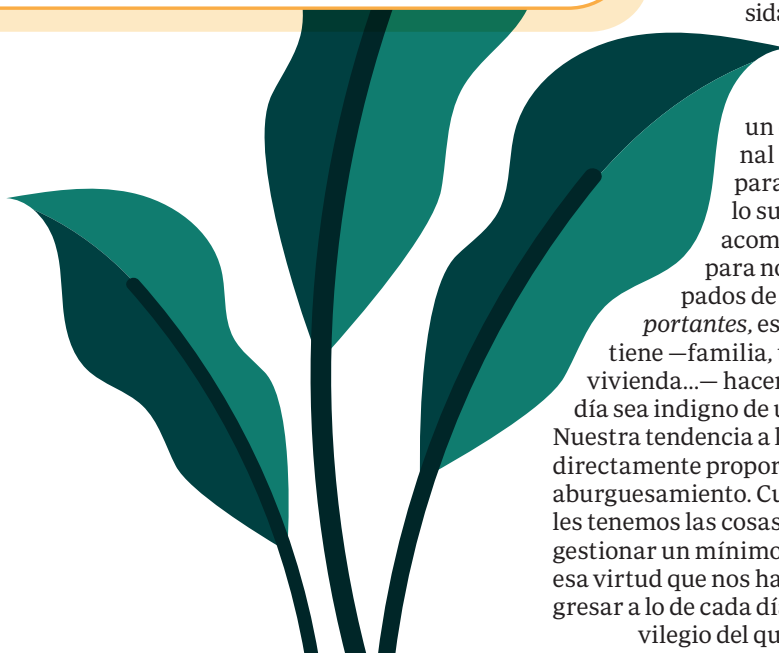 un
nal
para
lo su
acom
para no
pados de
portantes, es
tiene —familia,
vivienda...— hacer
día sea indigno de u
Nuestra tendencia a l
directamente propor
aburguesamiento. Cu
les tenemos las cosas
gestionar un mínimo
esa virtud que nos ha
gresar a lo de cada día
vilegio del qu